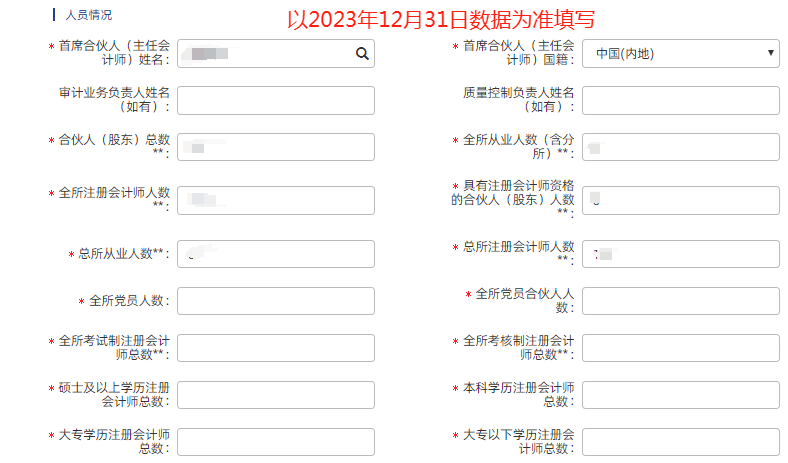 人员情况
以2023年12月31日数据为准填写
* 首席合伙人（主任会
计师）姓名：
* 首席合伙人（主任会
计师）国籍：
中国(内地)
审计业务负责人姓名
（如有）：
质量控制负责人姓名
（如有）：
* 合伙人（股东）总数
**：
* 全所从业人数（含分
所）**：
* 全所注册会计师人数
**：
* 具有注册会计师资格
的合伙人（股东）人数
**：
* 总所从业人数**：
* 总所注册会计师人数
**：
* 全所党员人数：
* 全所党员合伙人人
数：
* 全所考试制注册会计
师总数**：
* 全所考核制注册会计
师总数**：
* 硕士及以上学历注册
会计师总数：
* 本科学历注册会计师
总数：
* 大专学历注册会计师
总数：
* 大专以下学历注册会
计师总数：